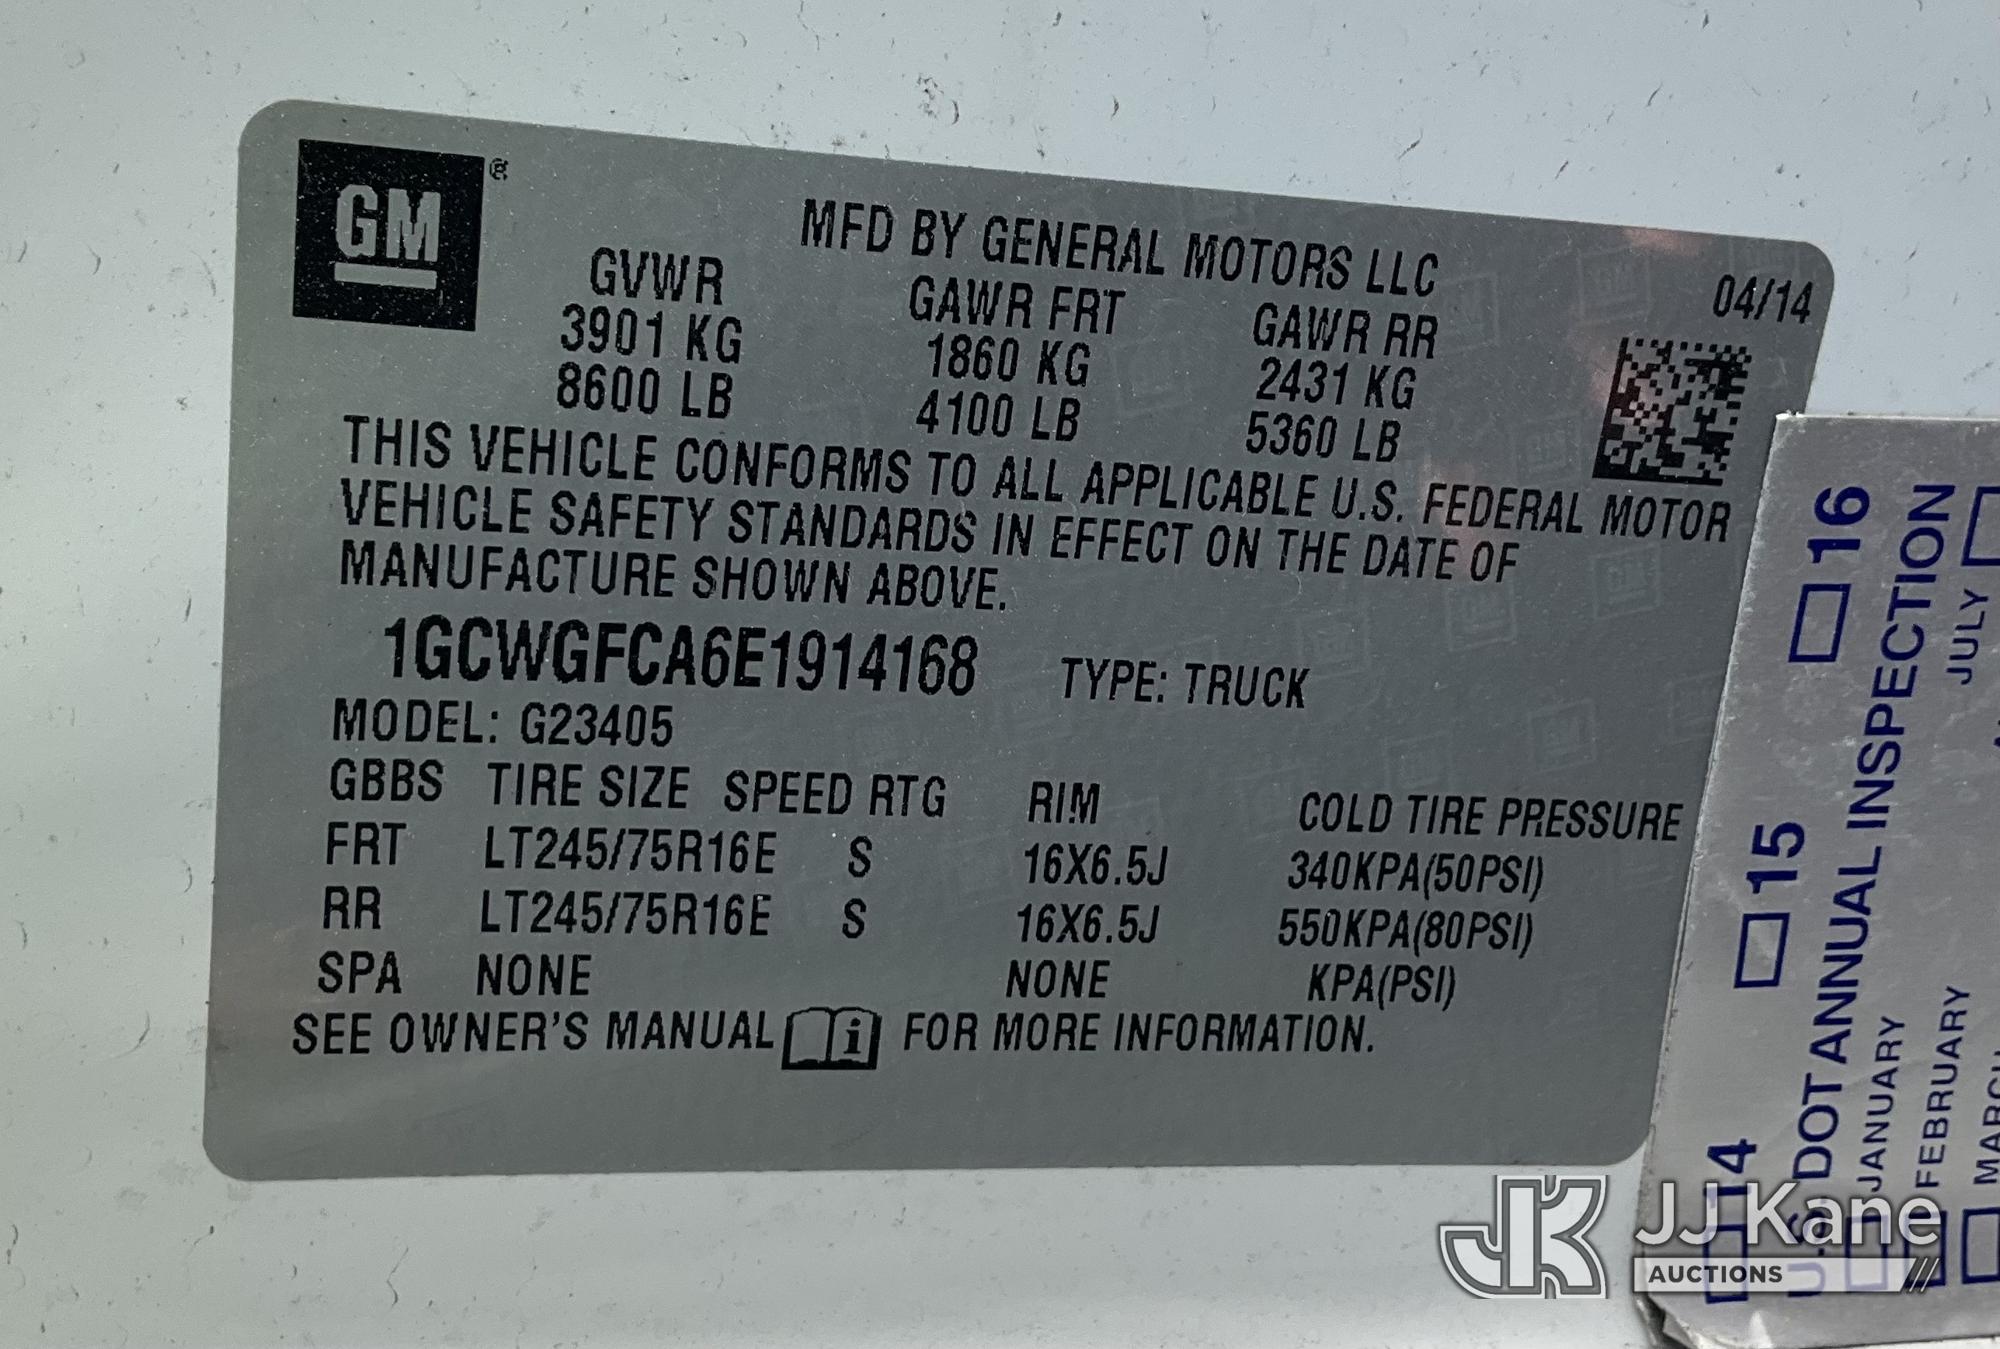 GM®
MFD BY GENERAL MOTORS LLC
04/14
GVWR GAWR FRT GAWR RR
3901 KG 1860 KG 2431 KG
8600 LB 4100 LB 5360 LB
THIS VEHICLE CONFORMS TO ALL APPLICABLE U.S. FEDERAL MOTOR
VEHICLE SAFETY STANDARDS IN EFFECT ON THE DATE OF
MANUFACTURE SHOWN ABOVE.
1GCWGFCA6E1914168 TYPE: TRUCK
MODEL: G23405
GBBS TIRE SIZE SPEED RTG RIM COLD TIRE PRESSURE
FRT LT245/75R16E S 16X6.5J 340KPA(50PSI)
RR LT245/75R16E S 16X6.5J 550KPA(80PSI)
SPA NONE NONE KPA(PSI)
SEE OWNER'S MANUAL i FOR MORE INFORMATION.
14 15 16
U.S. DOT ANNUAL INSPECTION
JANUARY JULY
FEBRUARY
MARCH
JK JJ Kane
AUCTIONS